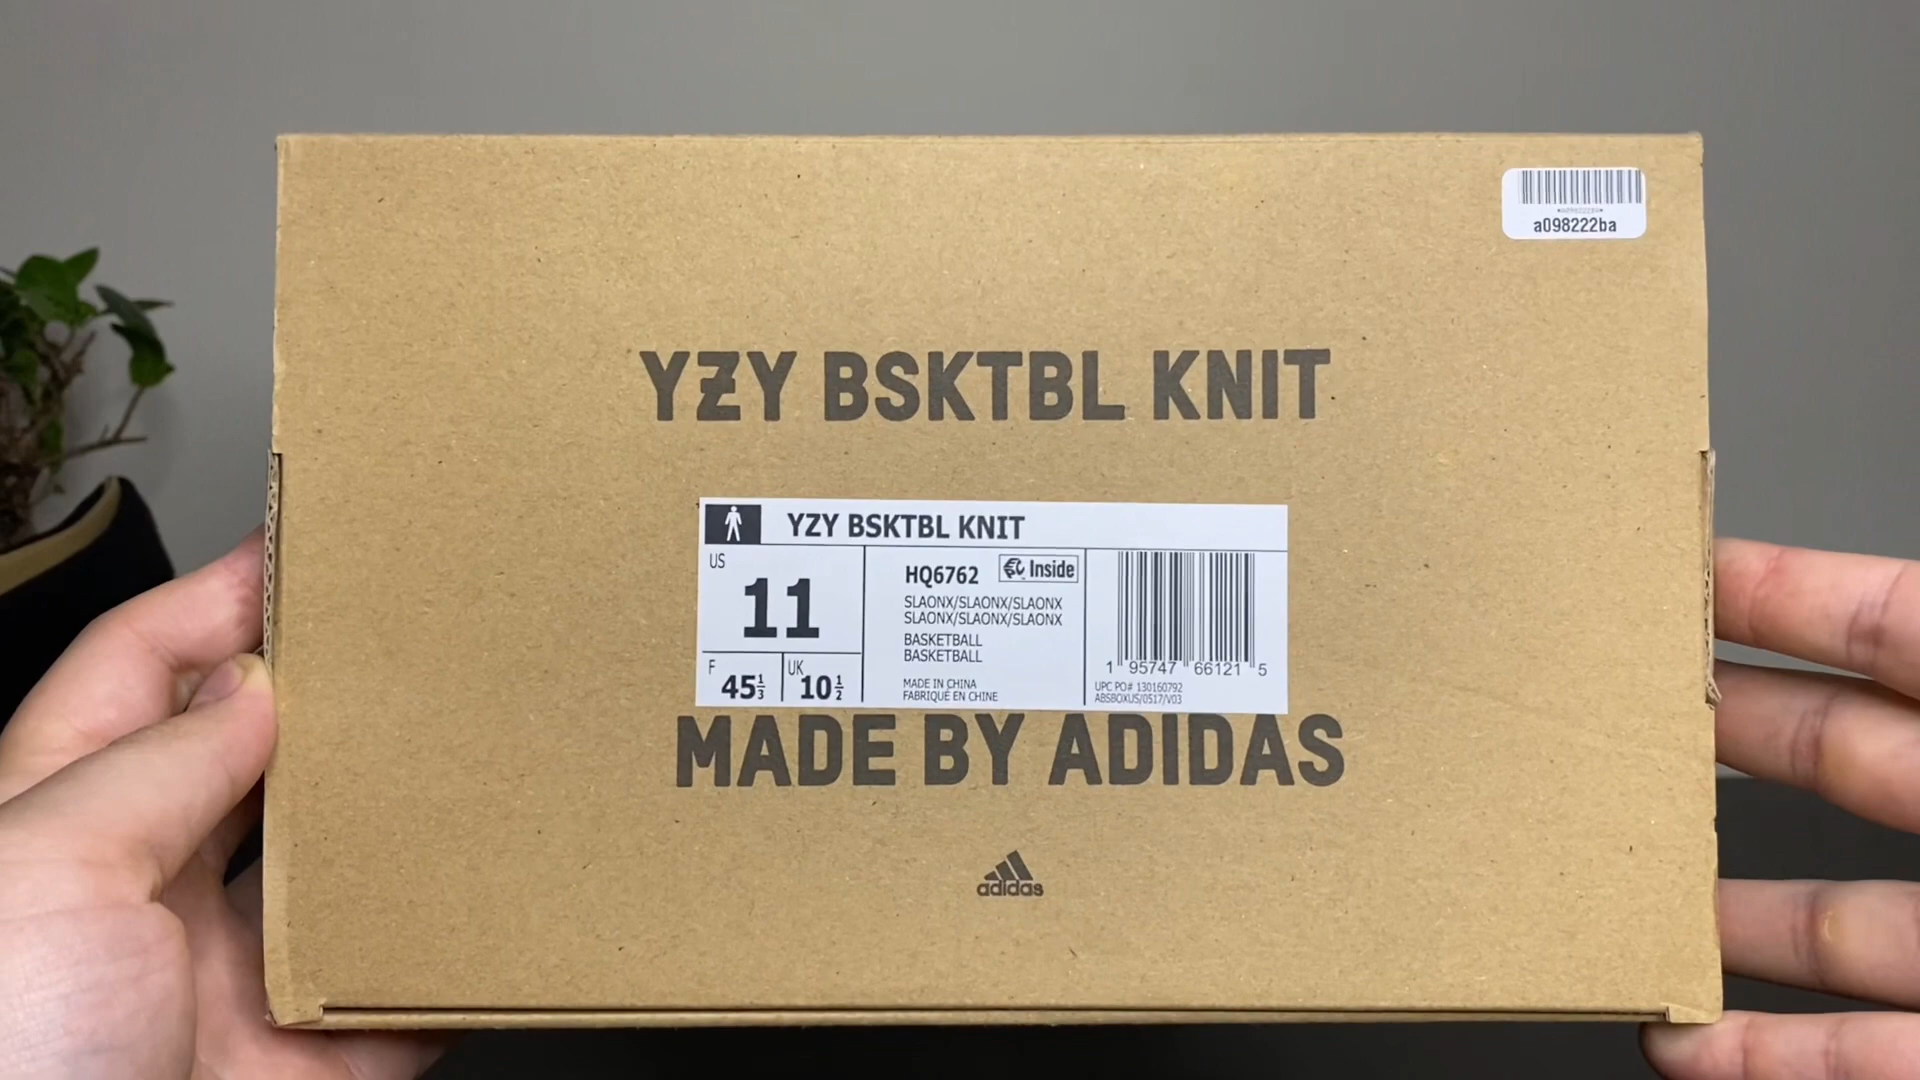 a098222ba
YZY BSKTBL KNIT
YZY BSKTBL KNIT
US
11
F
45⅓
UK
10½
HQ6762
Inside
SLAONX/SLAONX/SLAONX
SLAONX/SLAONX/SLAONX
BASKETBALL
BASKETBALL
MADE IN CHINA
FABRIQUÉ EN CHINE
1 95747 66121 5
UPC PO# 130160792
ABSBOXUS/0517/V03
MADE BY ADIDAS
adidas